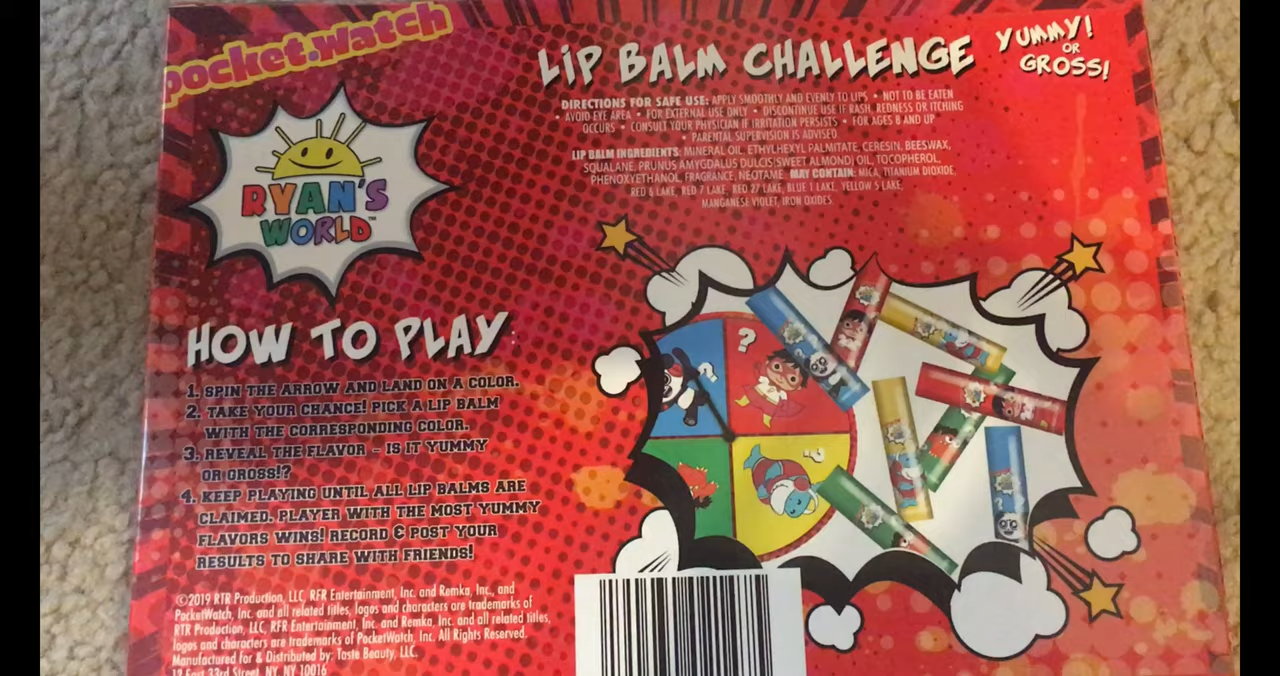 pocket.watch
RYAN'S
WORLD™
LIP BALM CHALLENGE
YUMMY!
OR
GROSS!
DIRECTIONS FOR SAFE USE: APPLY SMOOTHLY AND EVENLY TO LIPS • NOT TO BE EATEN
• AVOID EYE AREA • FOR EXTERNAL USE ONLY • DISCONTINUE USE IF RASH, REDNESS OR ITCHING
OCCURS • CONSULT YOUR PHYSICIAN IF IRRITATION PERSISTS • FOR AGES 8 AND UP
• PARENTAL SUPERVISION IS ADVISED
LIP BALM INGREDIENTS: MINERAL OIL, ETHYLHEXYL PALMITATE, CERESIN, BEESWAX,
SQUALANE, PRUNUS AMYGDALUS DULCIS (SWEET ALMOND) OIL, TOCOPHEROL,
PHENOXYETHANOL, FRAGRANCE, NEOTAME. MAY CONTAIN: MICA, TITANIUM DIOXIDE,
RED 6 LAKE, RED 7 LAKE, RED 27 LAKE, BLUE 1 LAKE, YELLOW 5 LAKE,
MANGANESE VIOLET, IRON OXIDES.
HOW TO PLAY
1. SPIN THE ARROW AND LAND ON A COLOR.
2. TAKE YOUR CHANCE! PICK A LIP BALM
WITH THE CORRESPONDING COLOR.
3. REVEAL THE FLAVOR – IS IT YUMMY
OR GROSS!?
4. KEEP PLAYING UNTIL ALL LIP BALMS ARE
CLAIMED. PLAYER WITH THE MOST YUMMY
FLAVORS WINS! RECORD & POST YOUR
RESULTS TO SHARE WITH FRIENDS!
?
?
?
©2019 RTR Production, LLC, RFR Entertainment, Inc. and Remka, Inc., and
PocketWatch, Inc. and all related titles, logos and characters are trademarks of
RTR Production, LLC, RFR Entertainment, Inc. and Remka, Inc. and all related titles,
logos and characters are trademarks of PocketWatch, Inc. All Rights Reserved.
Manufactured for & Distributed by: Taste Beauty, LLC.
12 East 33rd Street, NY, NY 10016